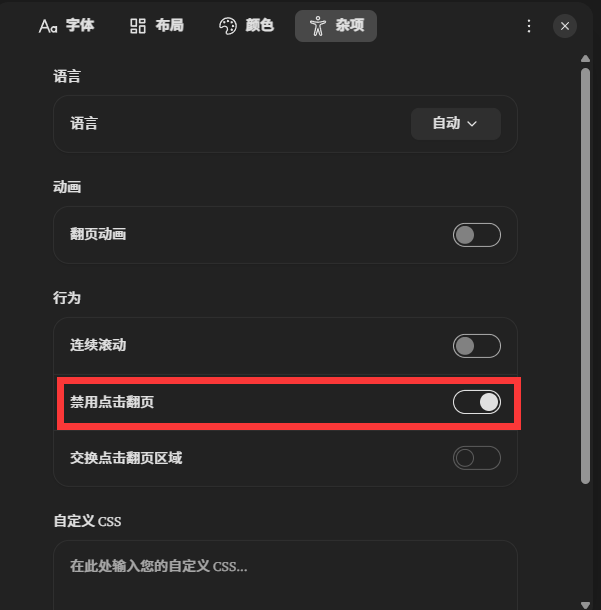 Aa 字体 布局 颜色 杂项
语言
语言 自动
动画
翻页动画
行为
连续滚动
禁用点击翻页
交换点击翻页区域
自定义 CSS
在此处输入您的自定义 CSS...